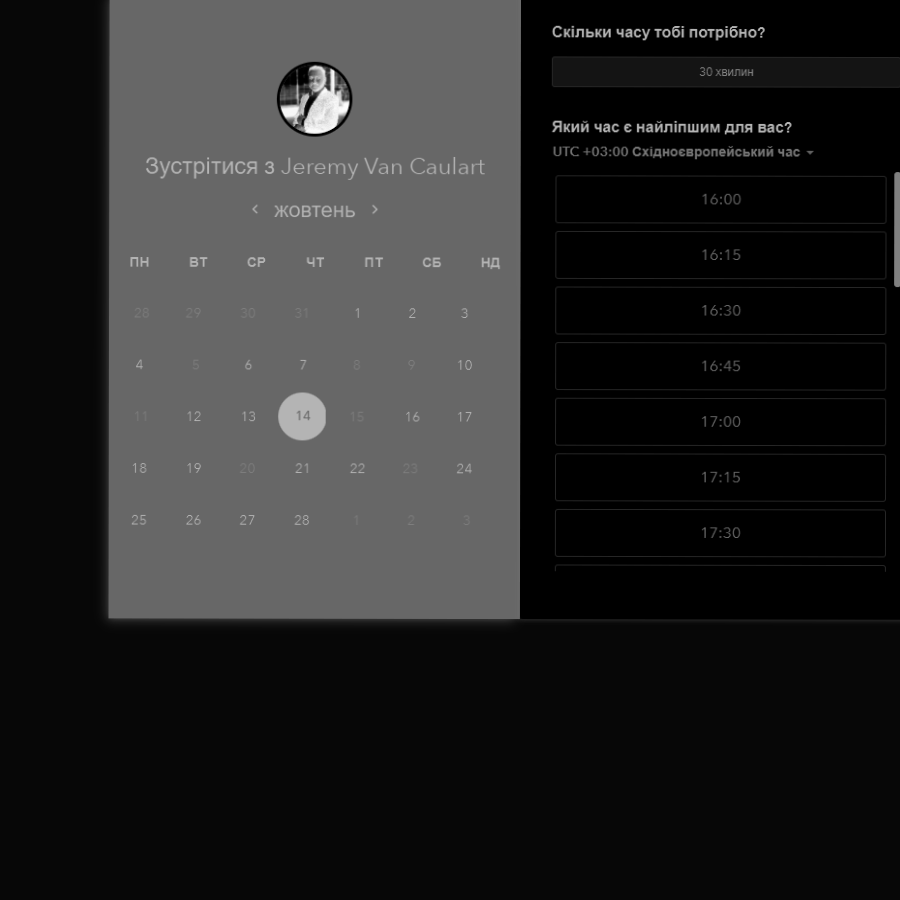 Зустрітися з Jeremy Van Caulart
жовтень
ПН ВТ СР ЧТ ПТ СБ НД
28 29 30 31 1 2 3
4 5 6 7 8 9 10
11 12 13 14 15 16 17
18 19 20 21 22 23 24
25 26 27 28 1 2 3
Скільки часу тобі потрібно?
30 хвилин
Який час є найліпшим для вас?
UTC +03:00 Східноєвропейський час
16:00
16:15
16:30
16:45
17:00
17:15
17:30